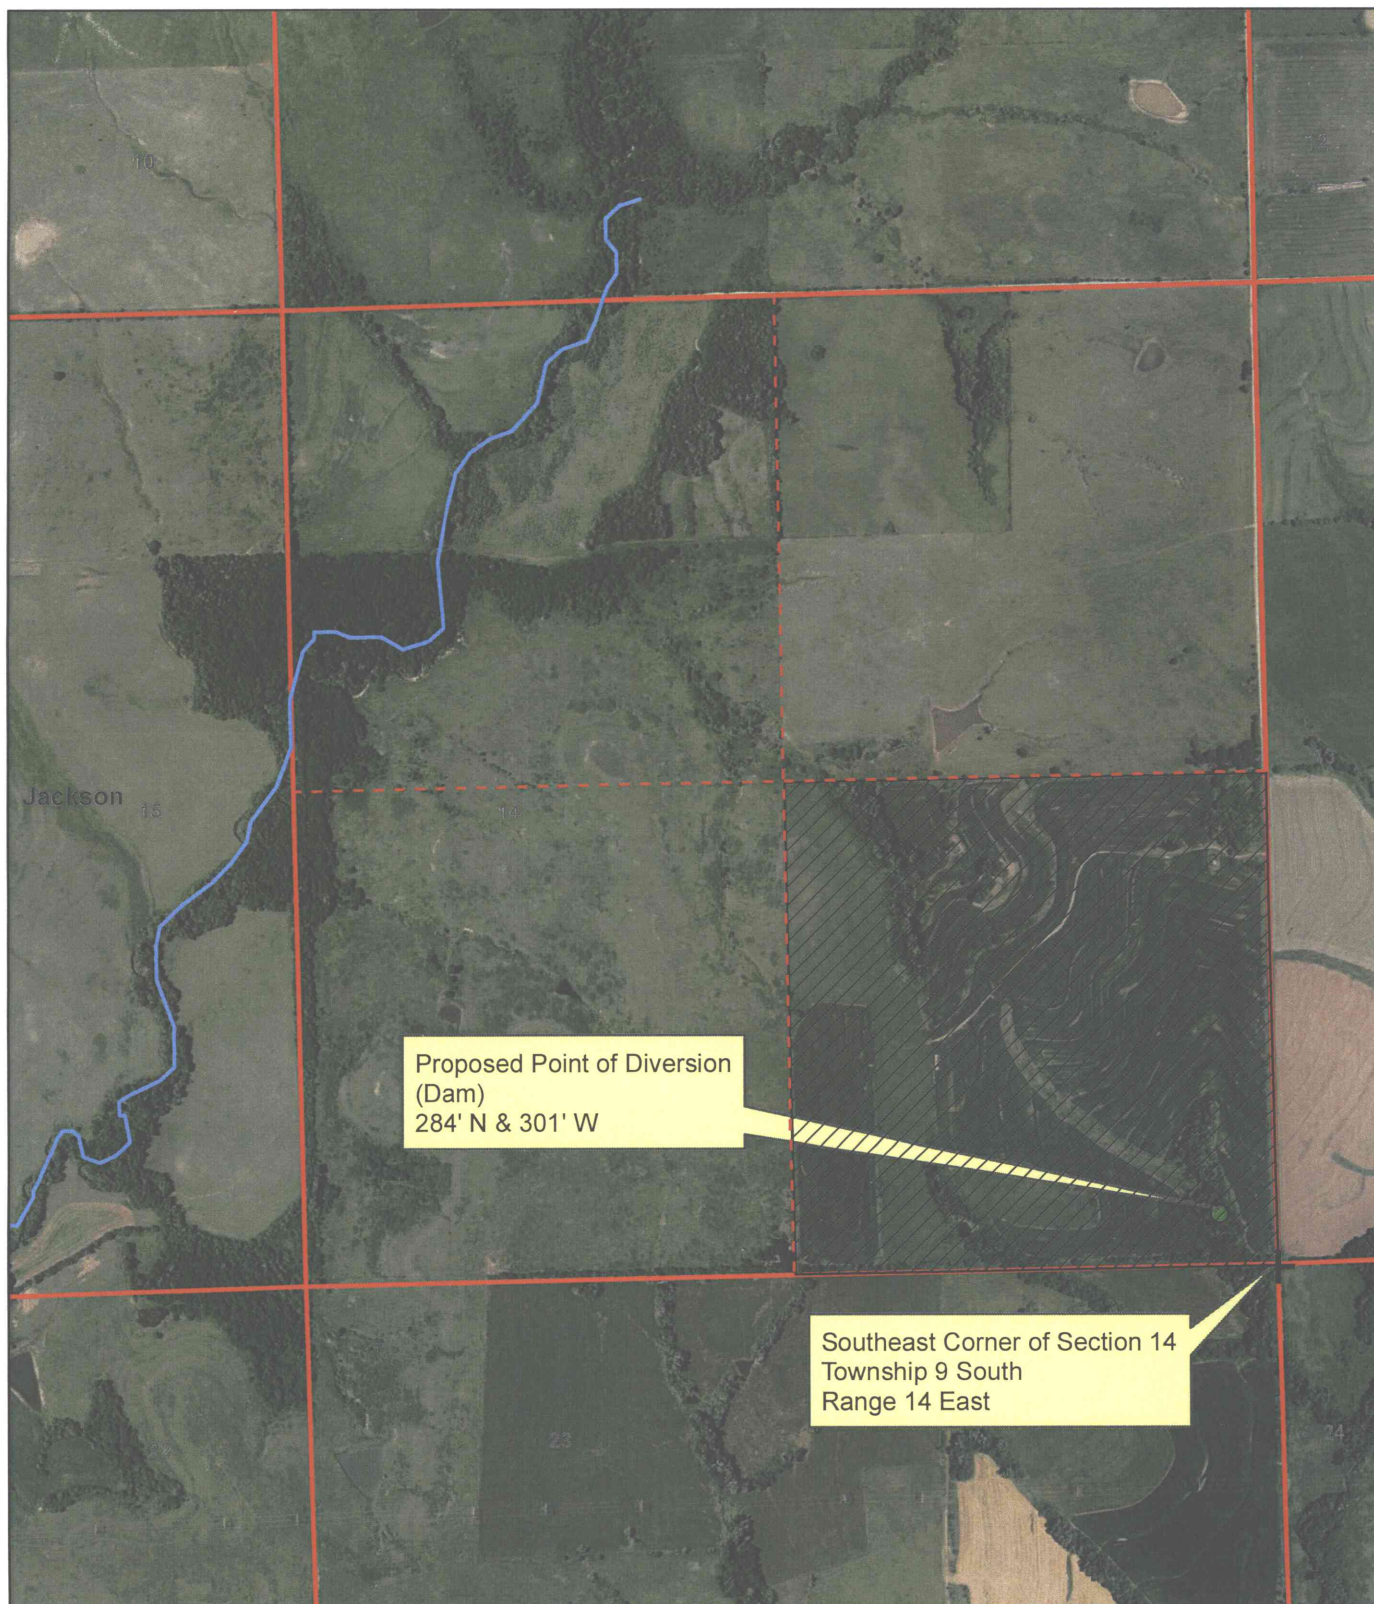 10
Jackson
15
14
Proposed Point of Diversion
(Dam)
284' N & 301' W
Southeast Corner of Section 14
Township 9 South
Range 14 East
23
24